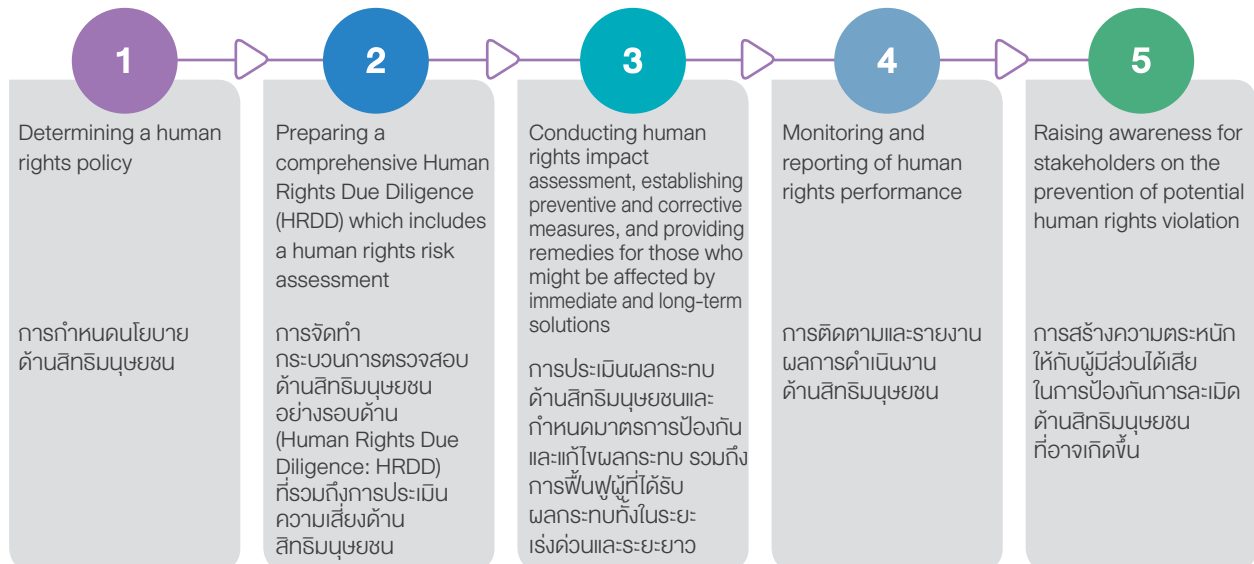 1
Determining a human
rights policy
การกำหนดนโยบาย
ด้านสิทธิมนุษยชน
2
Preparing a
comprehensive Human
Rights Due Diligence
(HRDD) which includes
a human rights risk
assessment
การจัดทำ
กระบวนการตรวจสอบ
ด้านสิทธิมนุษยชน
อย่างรอบด้าน
(Human Rights Due
Diligence: HRDD)
ที่รวมถึงการประเมิน
ความเสี่ยงด้าน
สิทธิมนุษยชน
3
Conducting human
rights impact
assessment, establishing
preventive and corrective
measures, and providing
remedies for those who
might be affected by
immediate and long-term
solutions
การประเมินผลกระทบ
ด้านสิทธิมนุษยชนและ
กำหนดมาตรการป้องกัน
และแก้ไขผลกระทบ รวมถึง
การฟื้นฟูผู้ที่ได้รับ
ผลกระทบทั้งในระยะ
เร่งด่วนและระยะยาว
4
Monitoring and
reporting of human
rights performance
การติดตามและรายงาน
ผลการดำเนินงาน
ด้านสิทธิมนุษยชน
5
Raising awareness for
stakeholders on the
prevention of potential
human rights violation
การสร้างความตระหนัก
ให้กับผู้มีส่วนได้เสีย
ในการป้องกันการละเมิด
ด้านสิทธิมนุษยชน
ที่อาจเกิดขึ้น